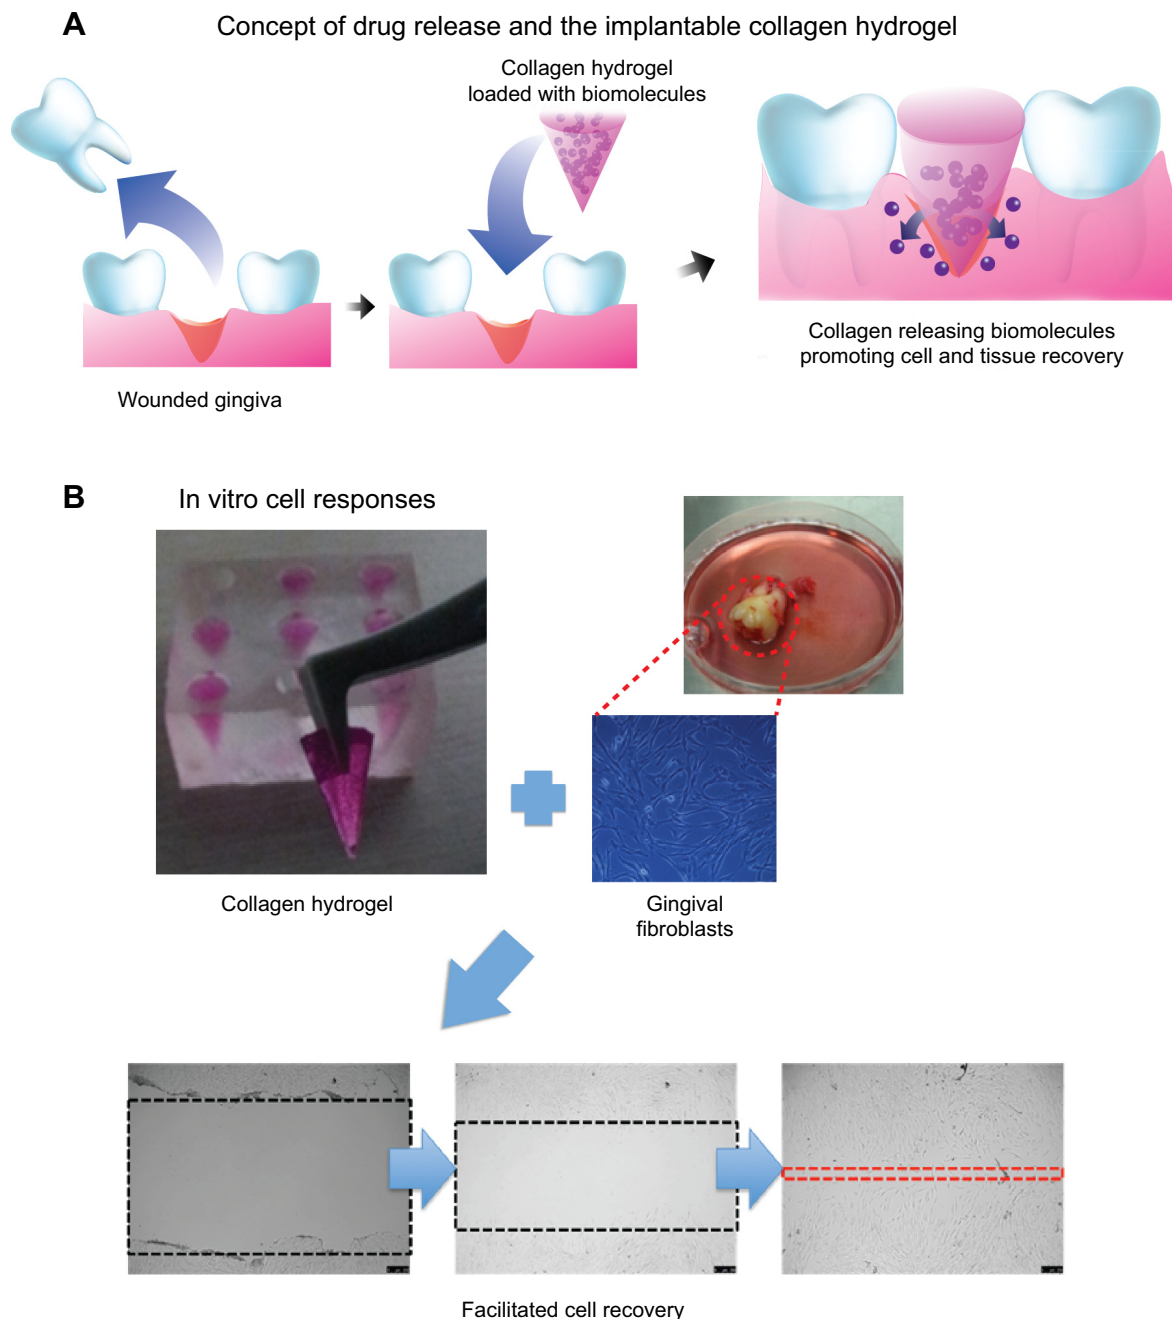 A
Concept of drug release and the implantable collagen hydrogel
Collagen hydrogel
loaded with biomolecules
Wounded gingiva
Collagen releasing biomolecules
promoting cell and tissue recovery
B
In vitro cell responses
Collagen hydrogel
Gingival
fibroblasts
Facilitated cell recovery